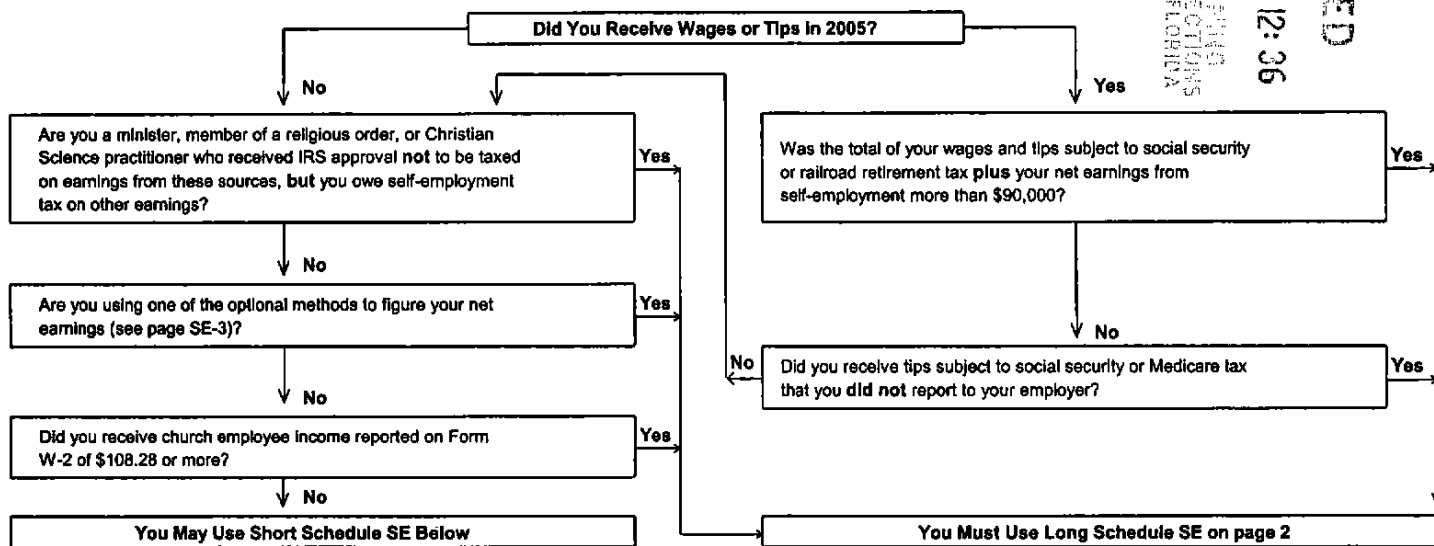 Did You Receive Wages or Tips in 2005?
No
Yes
Are you a minister, member of a religious order, or Christian
Science practitioner who received IRS approval not to be taxed
on earnings from these sources, but you owe self-employment
tax on other earnings?
Yes
Was the total of your wages and tips subject to social security
or railroad retirement tax plus your net earnings from
self-employment more than $90,000?
Yes
No
Are you using one of the optional methods to figure your net
earnings (see page SE-3)?
Yes
No
No
Did you receive tips subject to social security or Medicare tax
that you did not report to your employer?
Yes
No
Did you receive church employee income reported on Form
W-2 of $108.28 or more?
Yes
No
You May Use Short Schedule SE Below
You Must Use Long Schedule SE on page 2
12:36
FLORIDA